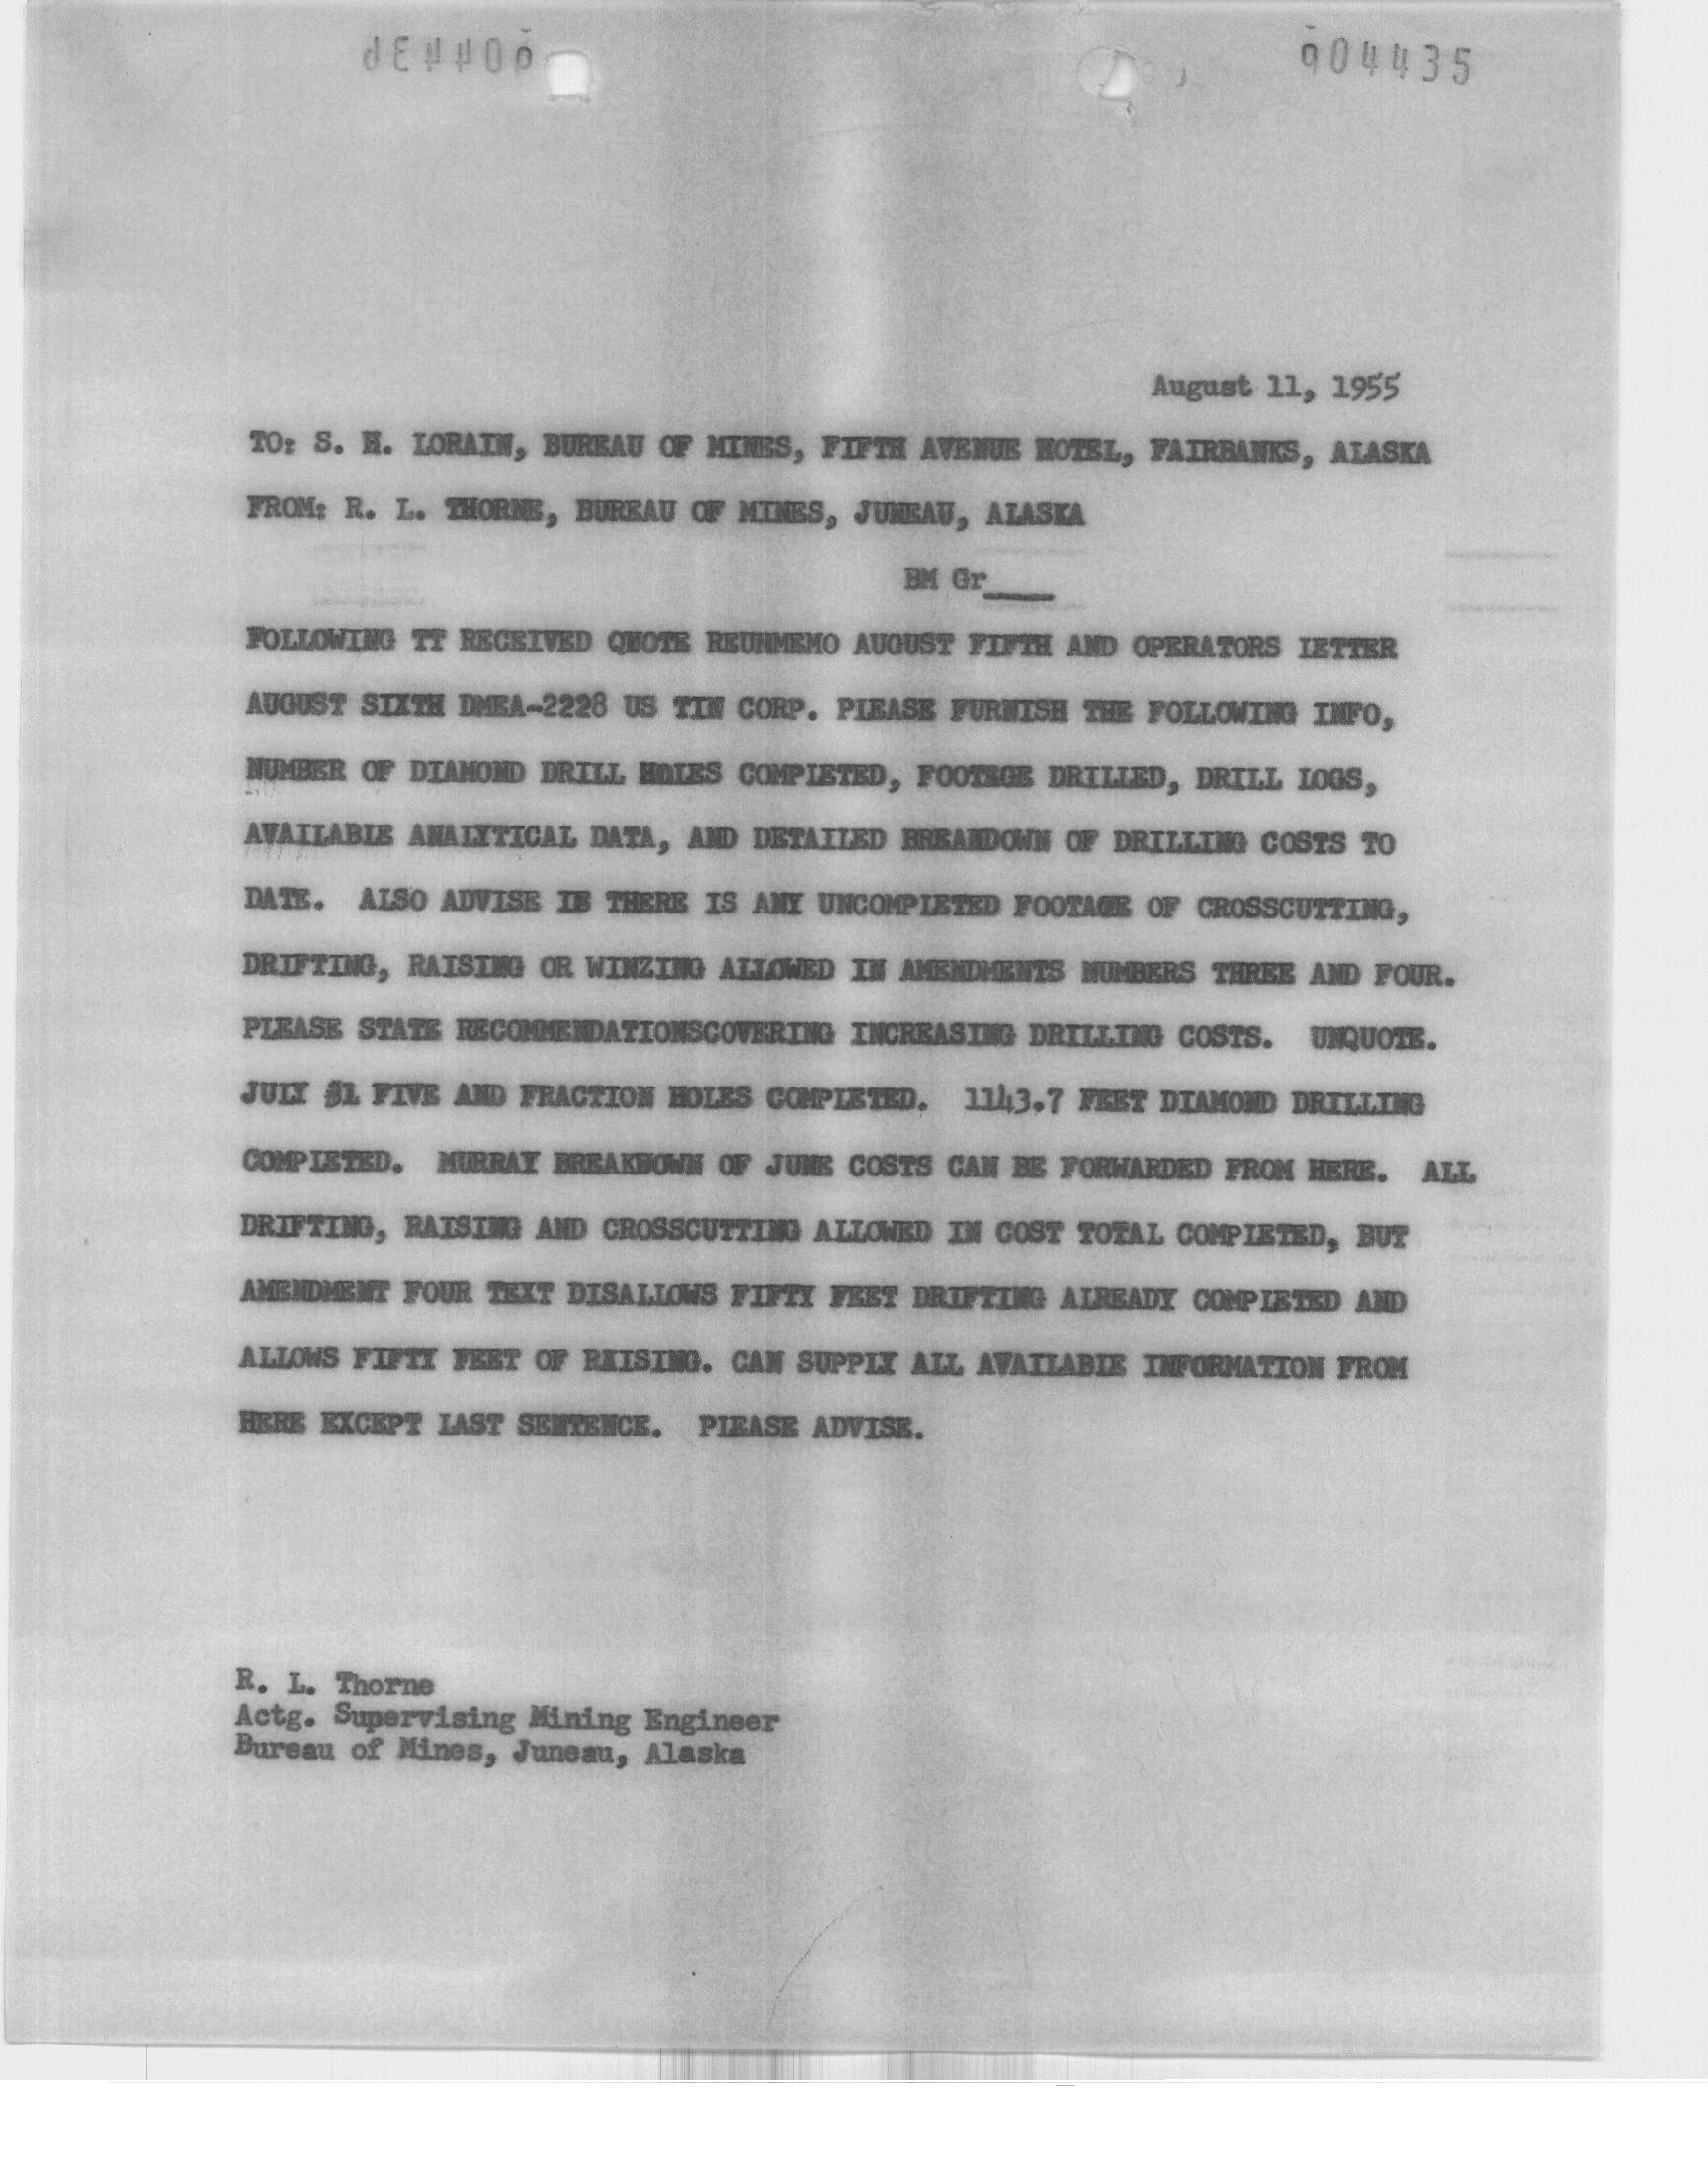 004435
August 11, 1955
TO: S. H. LORAIN, BUREAU OF MINES, FIFTH AVENUE HOTEL, FAIRBANKS, ALASKA
FROM: R. L. THORNE, BUREAU OF MINES, JUNEAU, ALASKA
BM Gr____
FOLLOWING TT RECEIVED QUOTE REURMEMO AUGUST FIFTH AND OPERATORS LETTER
AUGUST SIXTH DMEA-2228 US TIN CORP. PLEASE FURNISH THE FOLLOWING INFO,
NUMBER OF DIAMOND DRILL HOLES COMPLETED, FOOTEGE DRILLED, DRILL LOGS,
AVAILABLE ANALYTICAL DATA, AND DETAILED BREAKDOWN OF DRILLING COSTS TO
DATE. ALSO ADVISE IF THERE IS ANY UNCOMPLETED FOOTAGE OF CROSSCUTTING,
DRIFTING, RAISING OR WINZING ALLOWED IN AMENDMENTS NUMBERS THREE AND FOUR.
PLEASE STATE RECOMMENDATIONSCOVERING INCREASING DRILLING COSTS. UNQUOTE.
JULY 31 FIVE AND FRACTION HOLES COMPLETED. 1143.7 FEET DIAMOND DRILLING
COMPLETED. MURRAY BREAKDOWN OF JUNE COSTS CAN BE FORWARDED FROM HERE. ALL
DRIFTING, RAISING AND CROSSCUTTING ALLOWED IN COST TOTAL COMPLETED, BUT
AMENDMENT FOUR TEXT DISALLOWS FIFTY FEET DRIFTING ALREADY COMPLETED AND
ALLOWS FIFTY FEET OF RAISING. CAN SUPPLY ALL AVAILABLE INFORMATION FROM
HERE EXCEPT LAST SENTENCE. PLEASE ADVISE.
R. L. Thorne
Actg. Supervising Mining Engineer
Bureau of Mines, Juneau, Alaska